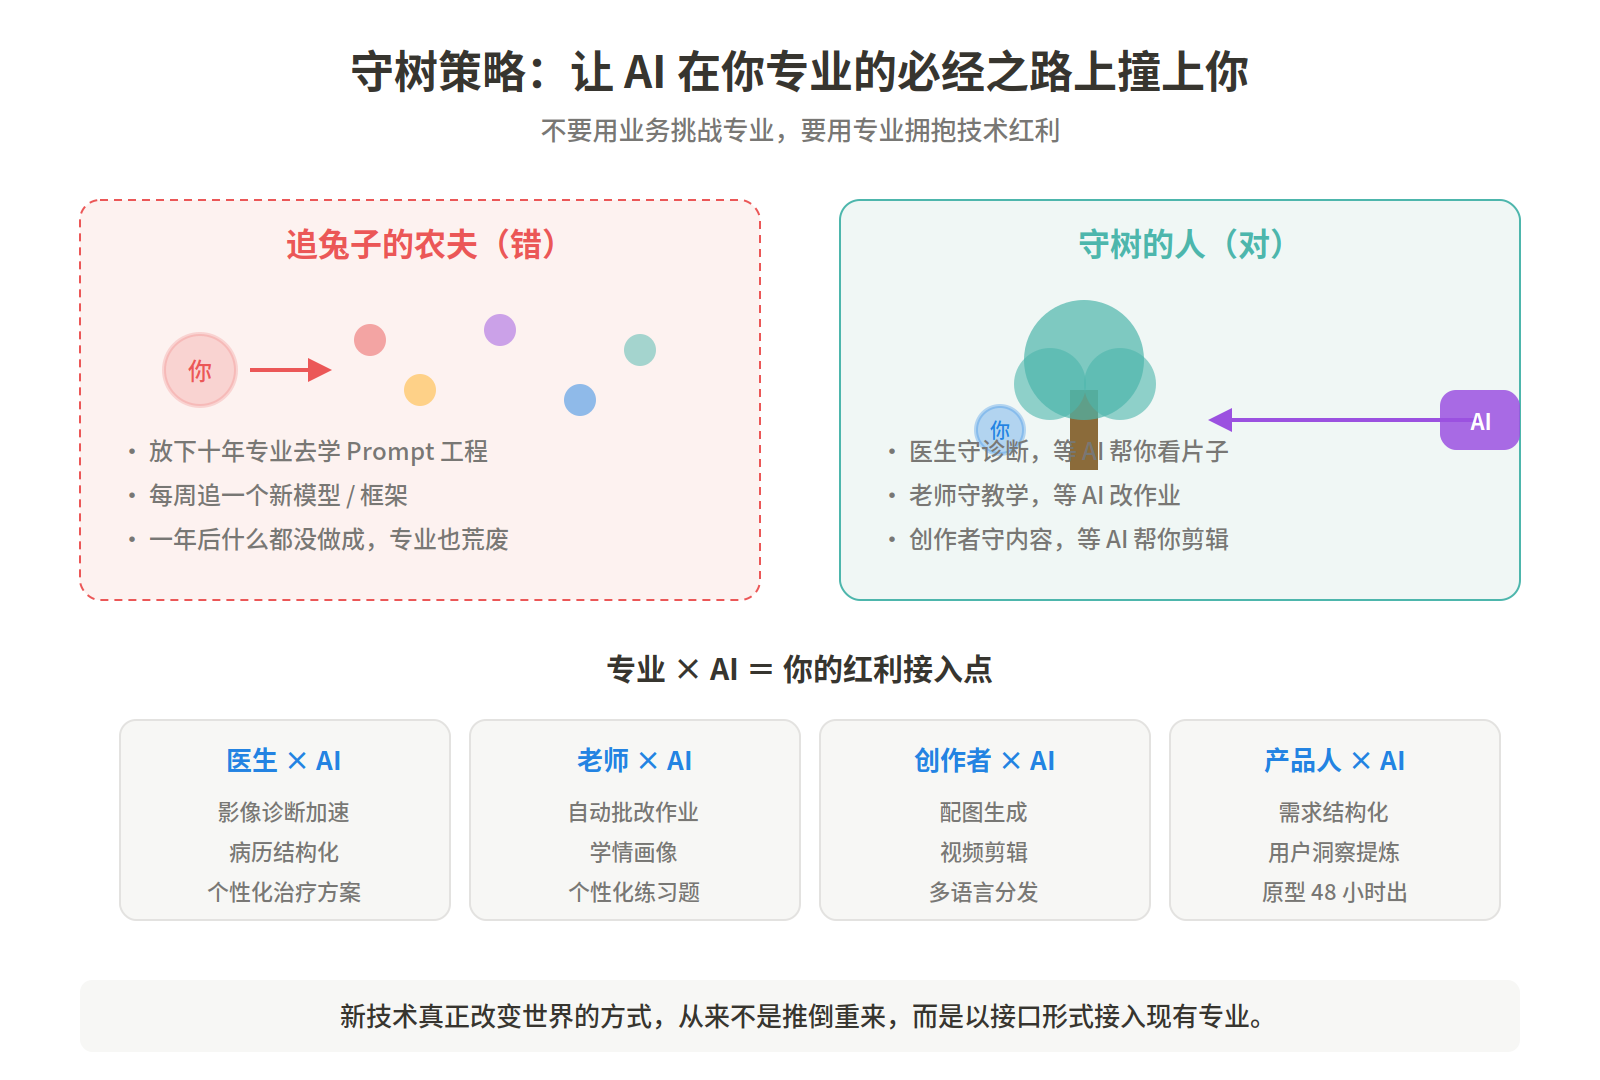 守树策略：让 AI 在你专业的必经之路上撞上你
不要用业务挑战专业，要用专业拥抱技术红利
追兔子的农夫（错）
你
• 放下十年专业去学 Prompt 工程
• 每周追一个新模型 / 框架
• 一年后什么都没做成，专业也荒废
守树的人（对）
你
AI
• 医生守诊断，等 AI 帮你看片子
• 老师守教学，等 AI 改作业
• 创作者守内容，等 AI 帮你剪辑
专业 × AI = 你的红利接入点
医生 × AI
影像诊断加速
病历结构化
个性化治疗方案
老师 × AI
自动批改作业
学情画像
个性化练习题
创作者 × AI
配图生成
视频剪辑
多语言分发
产品人 × AI
需求结构化
用户洞察提炼
原型 48 小时出
新技术真正改变世界的方式，从来不是推倒重来，而是以接口形式接入现有专业。